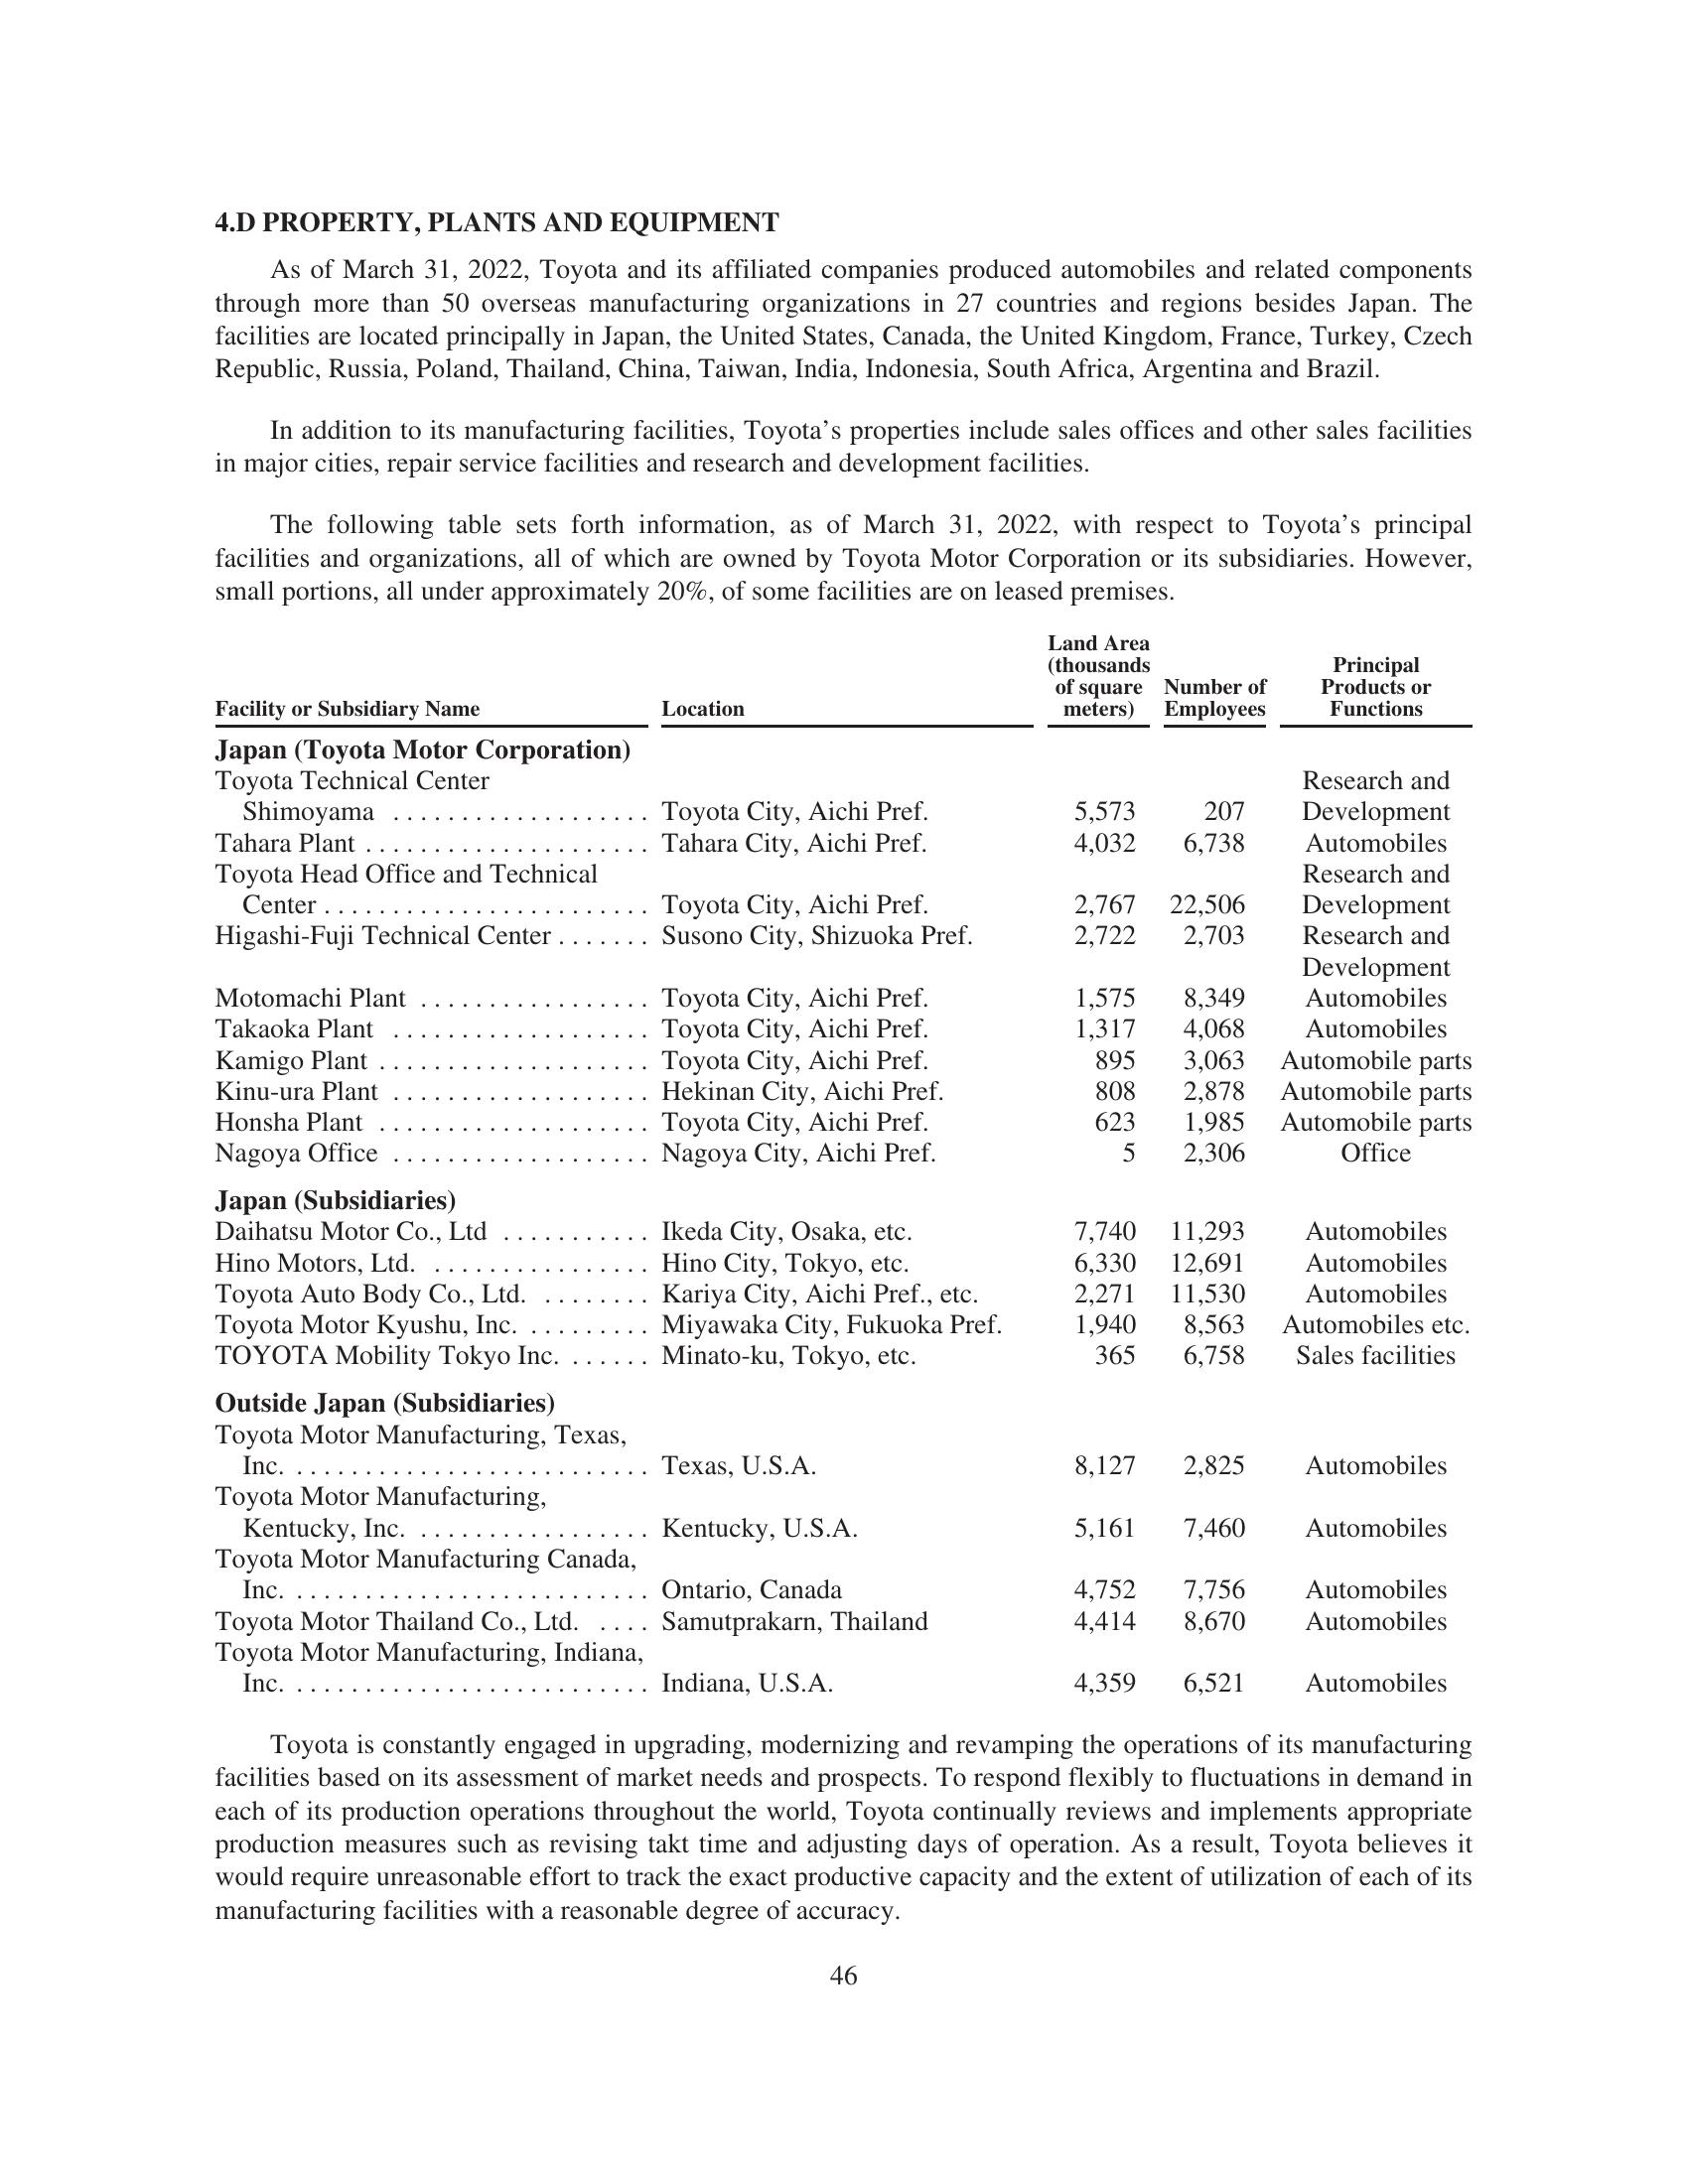 4.D PROPERTY, PLANTS AND EQUIPMENT
As of March 31, 2022, Toyota and its affiliated companies produced automobiles and related components
through more than 50 overseas manufacturing organizations in 27 countries and regions besides Japan. The
facilities are located principally in Japan, the United States, Canada, the United Kingdom, France, Turkey, Czech
Republic, Russia, Poland, Thailand, China, Taiwan, India, Indonesia, South Africa, Argentina and Brazil.
In addition to its manufacturing facilities, Toyota’s properties include sales offices and other sales facilities
in major cities, repair service facilities and research and development facilities.
The following table sets forth information, as of March 31, 2022, with respect to Toyota’s principal
facilities and organizations, all of which are owned by Toyota Motor Corporation or its subsidiaries. However,
small portions, all under approximately 20%, of some facilities are on leased premises.
Land Area
(thousands Principal
of square Number of Products or
Facility or Subsidiary Name Location meters) Employees Functions
Japan (Toyota Motor Corporation)
Toyota Technical Center Research and
Shimoyama . . . . . . . . . . . . . . . . . . . Toyota City, Aichi Pref. 5,573 207 Development
Tahara Plant . . . . . . . . . . . . . . . . . . . . . Tahara City, Aichi Pref. 4,032 6,738 Automobiles
Toyota Head Office and Technical Research and
Center . . . . . . . . . . . . . . . . . . . . . . . . Toyota City, Aichi Pref. 2,767 22,506 Development
Higashi-Fuji Technical Center . . . . . . . Susono City, Shizuoka Pref. 2,722 2,703 Research and
Development
Motomachi Plant . . . . . . . . . . . . . . . . . Toyota City, Aichi Pref. 1,575 8,349 Automobiles
Takaoka Plant . . . . . . . . . . . . . . . . . . . Toyota City, Aichi Pref. 1,317 4,068 Automobiles
Kamigo Plant . . . . . . . . . . . . . . . . . . . . Toyota City, Aichi Pref. 895 3,063 Automobile parts
Kinu-ura Plant . . . . . . . . . . . . . . . . . . . Hekinan City, Aichi Pref. 808 2,878 Automobile parts
Honsha Plant . . . . . . . . . . . . . . . . . . . . Toyota City, Aichi Pref. 623 1,985 Automobile parts
Nagoya Office . . . . . . . . . . . . . . . . . . . Nagoya City, Aichi Pref. 5 2,306 Office
Japan (Subsidiaries)
Daihatsu Motor Co., Ltd . . . . . . . . . . . Ikeda City, Osaka, etc. 7,740 11,293 Automobiles
Hino Motors, Ltd. . . . . . . . . . . . . . . . . Hino City, Tokyo, etc. 6,330 12,691 Automobiles
Toyota Auto Body Co., Ltd. . . . . . . . . Kariya City, Aichi Pref., etc. 2,271 11,530 Automobiles
Toyota Motor Kyushu, Inc. . . . . . . . . . Miyawaka City, Fukuoka Pref. 1,940 8,563 Automobiles etc.
TOYOTA Mobility Tokyo Inc. . . . . . . Minato-ku, Tokyo, etc. 365 6,758 Sales facilities
Outside Japan (Subsidiaries)
Toyota Motor Manufacturing, Texas,
Inc. . . . . . . . . . . . . . . . . . . . . . . . . . . Texas, U.S.A. 8,127 2,825 Automobiles
Toyota Motor Manufacturing,
Kentucky, Inc. . . . . . . . . . . . . . . . . . Kentucky, U.S.A. 5,161 7,460 Automobiles
Toyota Motor Manufacturing Canada,
Inc. . . . . . . . . . . . . . . . . . . . . . . . . . . Ontario, Canada 4,752 7,756 Automobiles
Toyota Motor Thailand Co., Ltd. . . . . Samutprakarn, Thailand 4,414 8,670 Automobiles
Toyota Motor Manufacturing, Indiana,
Inc. . . . . . . . . . . . . . . . . . . . . . . . . . . Indiana, U.S.A. 4,359 6,521 Automobiles
Toyota is constantly engaged in upgrading, modernizing and revamping the operations of its manufacturing
facilities based on its assessment of market needs and prospects. To respond flexibly to fluctuations in demand in
each of its production operations throughout the world, Toyota continually reviews and implements appropriate
production measures such as revising takt time and adjusting days of operation. As a result, Toyota believes it
would require unreasonable effort to track the exact productive capacity and the extent of utilization of each of its
manufacturing facilities with a reasonable degree of accuracy.
46